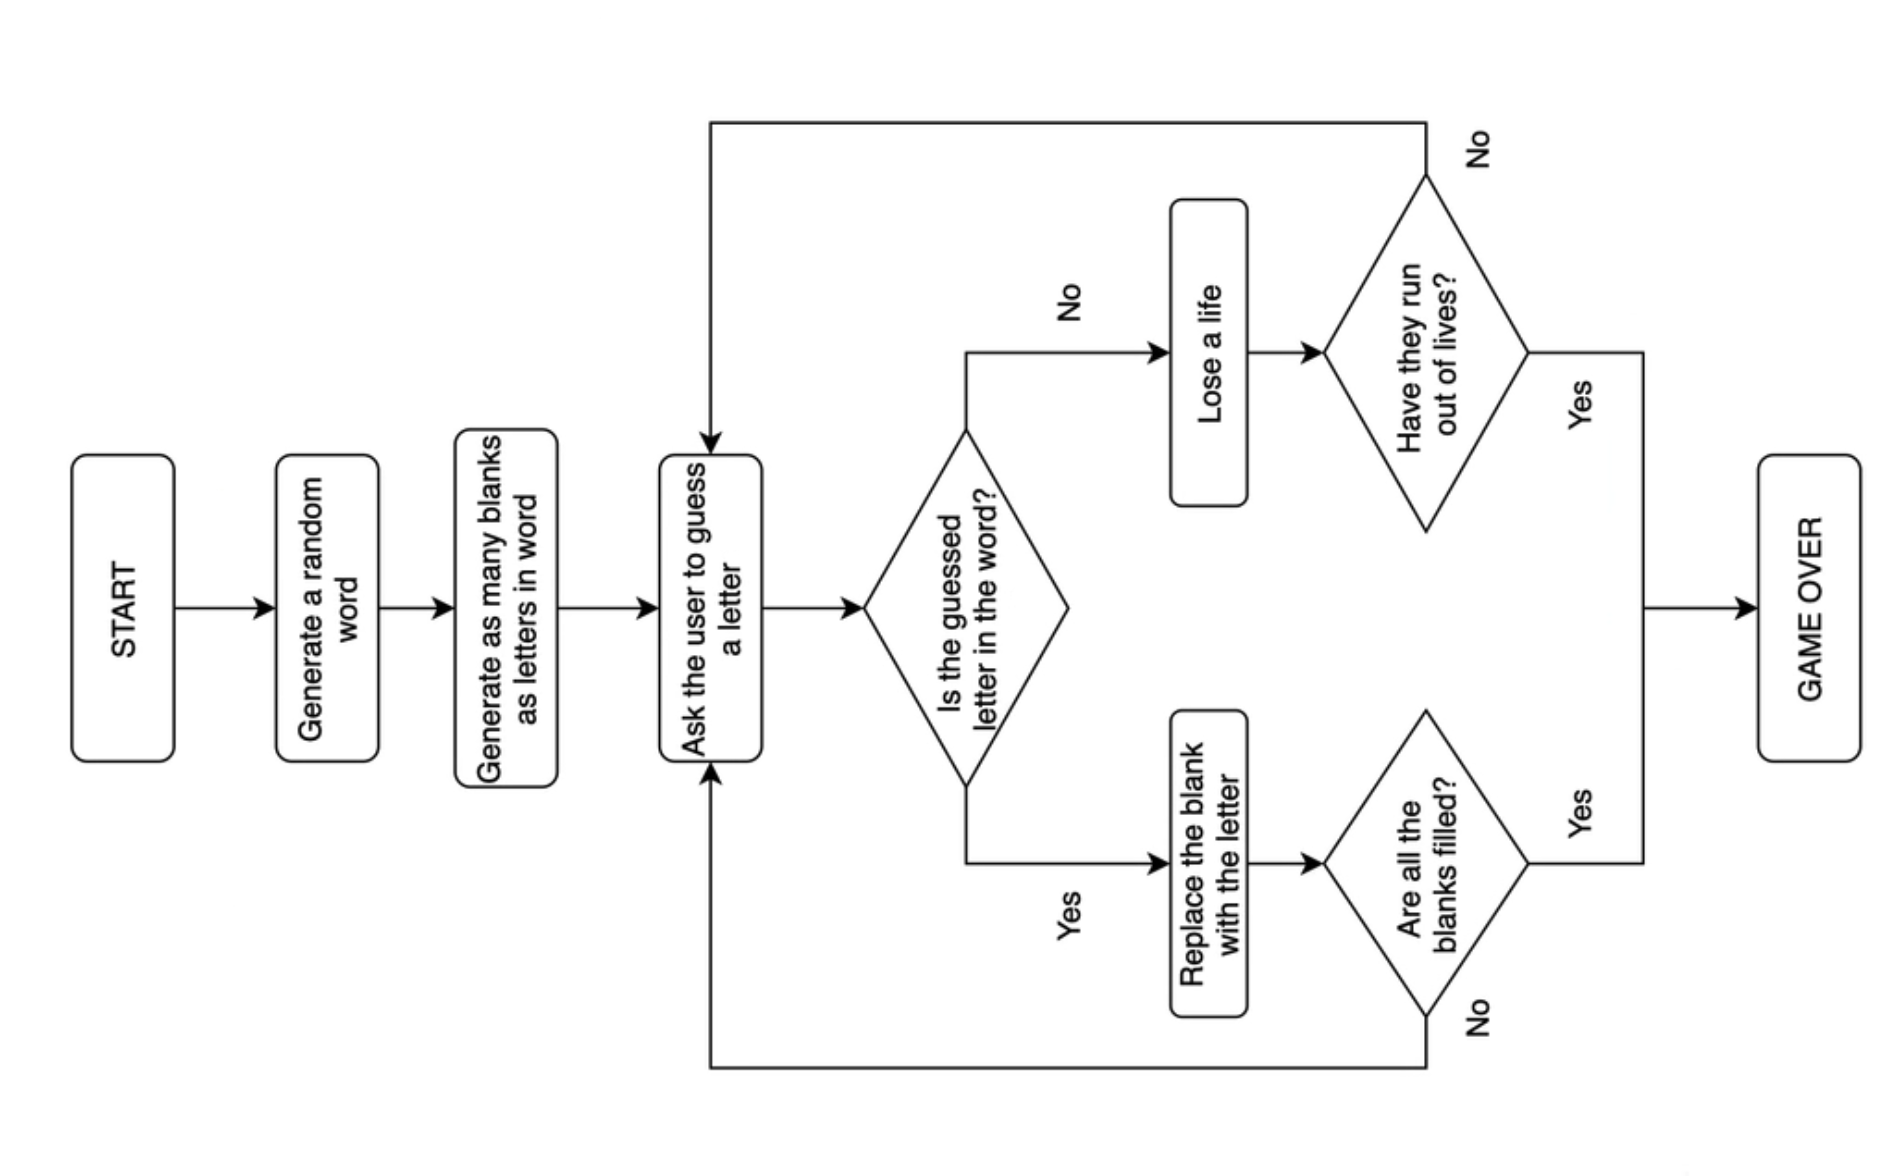 START
Generate a random
word
Generate as many blanks
as letters in word
Ask the user to guess
a letter
Is the guessed
letter in the word?
Yes
No
Replace the blank
with the letter
Lose a life
Are all the
blanks filled?
Have they run
out of lives?
No
No
Yes
Yes
GAME OVER